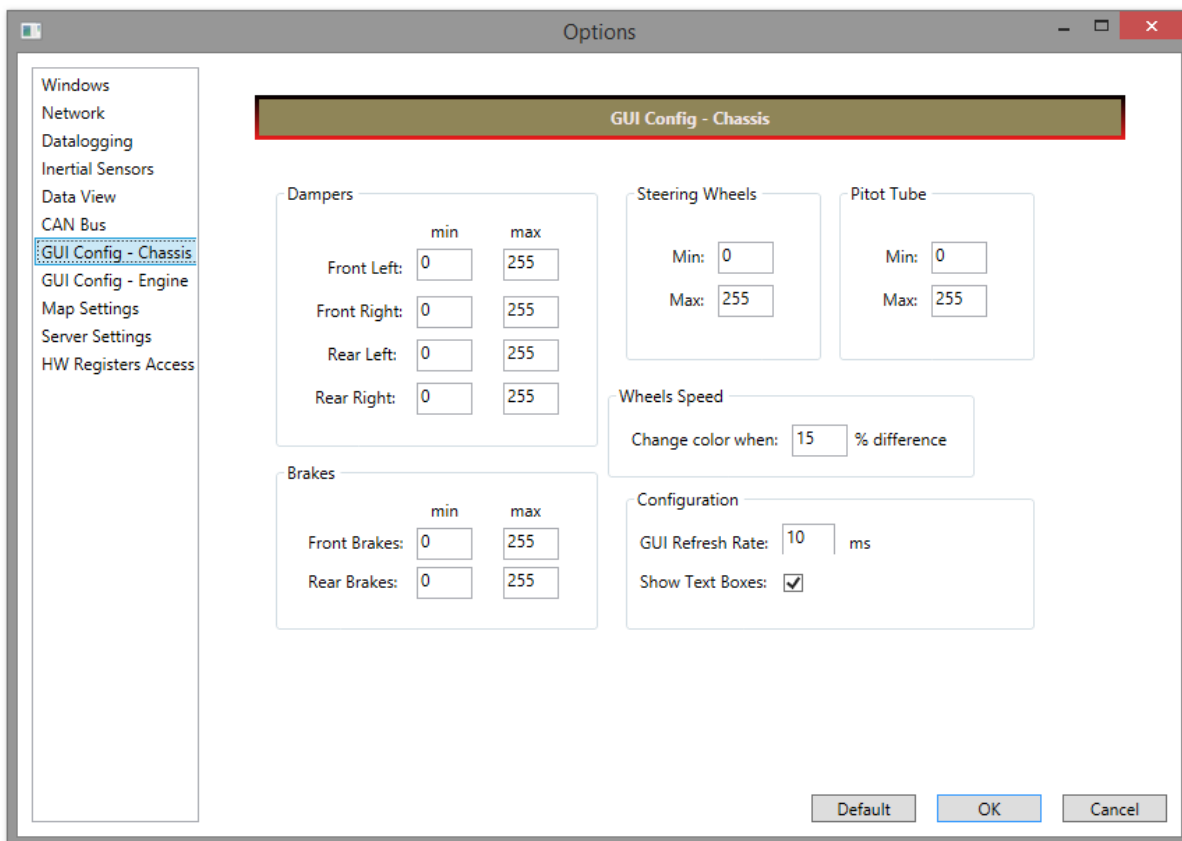 Options
Windows
Network
Datalogging
Inertial Sensors
Data View
CAN Bus
GUI Config - Chassis
GUI Config - Engine
Map Settings
Server Settings
HW Registers Access
GUI Config - Chassis
Dampers
min max
Front Left: 0 255
Front Right: 0 255
Rear Left: 0 255
Rear Right: 0 255
Brakes
min max
Front Brakes: 0 255
Rear Brakes: 0 255
Steering Wheels
Min: 0
Max: 255
Pitot Tube
Min: 0
Max: 255
Wheels Speed
Change color when: 15 % difference
Configuration
GUI Refresh Rate: 10 ms
Show Text Boxes:
Default OK Cancel